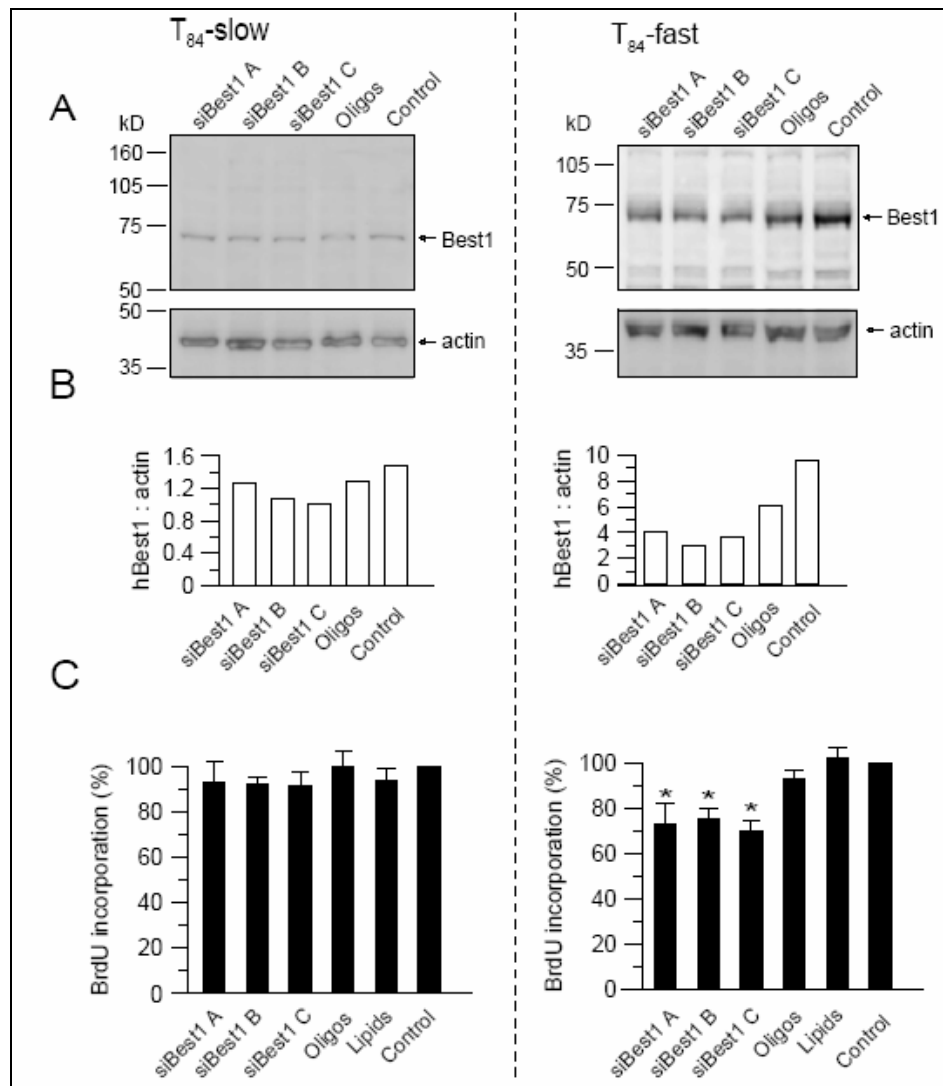 T84-slow
T84-fast
A
kD
siBest1 A
siBest1 B
siBest1 C
Oligos
Control
160
105
75
50
Best1
50
35
actin
kD
siBest1 A
siBest1 B
siBest1 C
Oligos
Control
105
75
50
Best1
35
actin
B
hBest1 : actin
1.6
1.2
0.8
0.4
0
siBest1 A
siBest1 B
siBest1 C
Oligos
Control
hBest1 : actin
10
8
6
4
2
0
siBest1 A
siBest1 B
siBest1 C
Oligos
Control
C
BrdU incorporation (%)
100
80
60
40
20
0
siBest1 A
siBest1 B
siBest1 C
Oligos
Lipids
Control
BrdU incorporation (%)
100
80
60
40
20
0
* * *
siBest1 A
siBest1 B
siBest1 C
Oligos
Lipids
Control